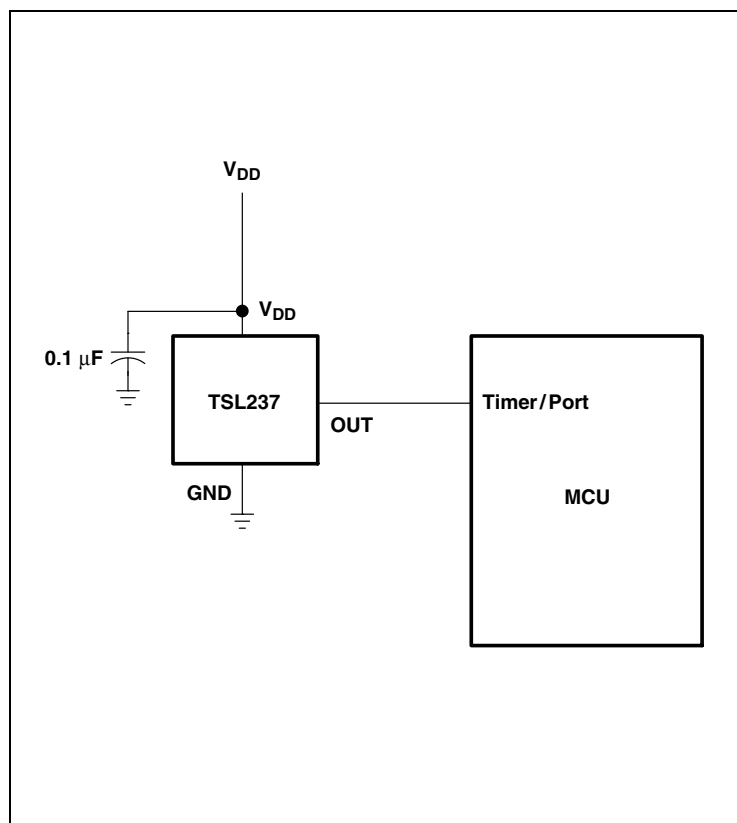 VDD
VDD
0.1 μF
TSL237
OUT
Timer/Port
GND
MCU